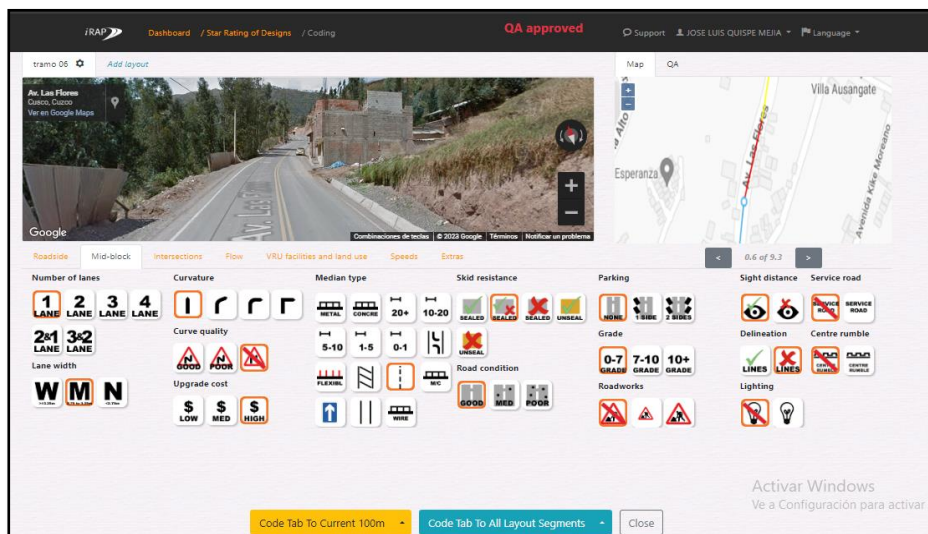 iRAP Dashboard / Star Rating of Designs / Coding QA approved Support JOSE LUIS QUISPE MEJIA Language
tramo 06 Add layout Map QA
Av. Las Flores
Cusco, Cuzco
Ver en Google Maps
Av. Las Flores
Google
Combinaciones de teclas © 2023 Google Términos Notificar un problema
+
−
+
−
Villa Ausangate
Alto
Esperanza
Av. Las Flores
Avenida Kike Moreano
Roadside Mid-block Intersections Flow VRU facilities and land use Speeds Extras < 0.6 of 9.3 >
Number of lanes Curvature Median type Skid resistance Parking Sight distance Service road
1 LANE 2 LANE 3 LANE 4 LANE
METAL CONCRE 20+ 10-20
SEALED SEALED SEALED UNSEAL
NONE 1 SIDE 2 SIDES
SERVICE ROAD SERVICE ROAD
2&1 LANE 3&2 LANE
Curve quality
GOOD POOR
5-10 1-5 0-1
UNSEAL
Grade Delineation Centre rumble
0-7 GRADE 7-10 GRADE 10+ GRADE
LINES LINES
CENTRE RUMBLE CENTRE RUMBLE
Lane width
W M N
Upgrade cost
$ LOW $ MED $ HIGH
FLEXIBL M/C
WIRE
Road condition
GOOD MED POOR
Roadworks Lighting
Activar Windows
Ve a Configuración para activar
Code Tab To Current 100m Code Tab To All Layout Segments Close